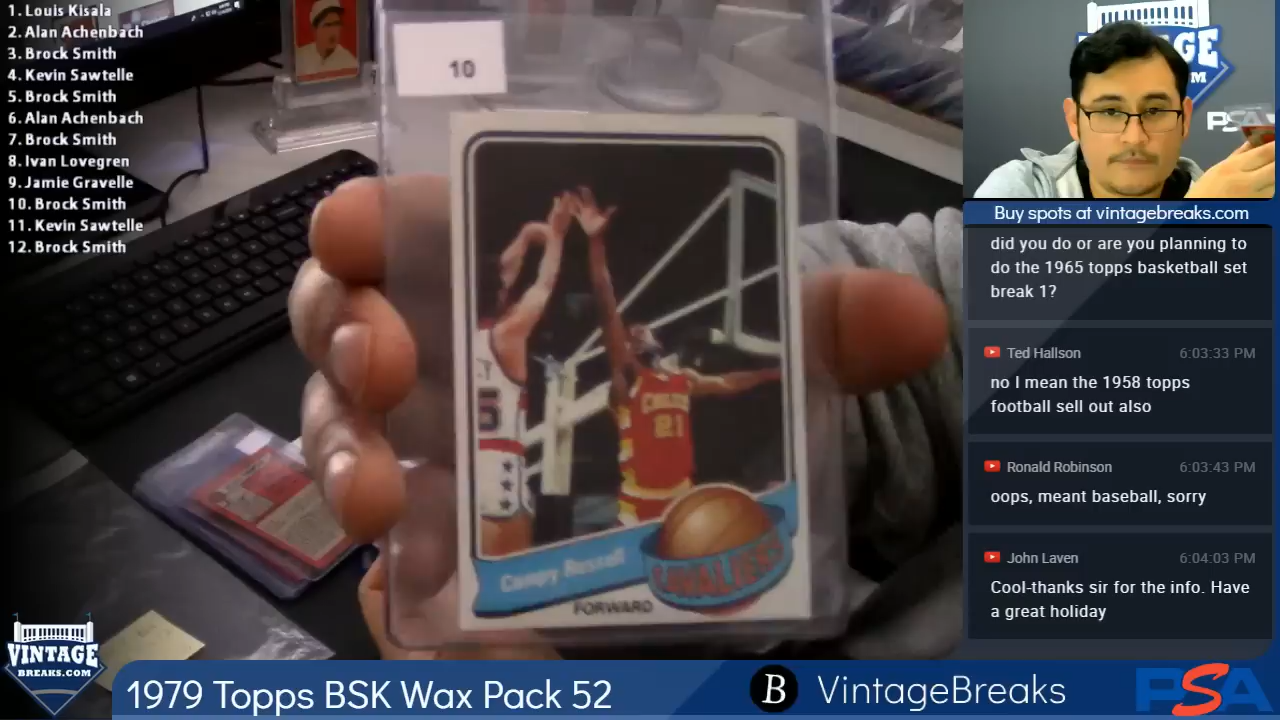 1. Louis Kisala
2. Alan Achenbach
3. Brock Smith
4. Kevin Sawtelle
5. Brock Smith
6. Alan Achenbach
7. Brock Smith
8. Ivan Lovegren
9. Jamie Gravelle
10. Brock Smith
11. Kevin Sawtelle
12. Brock Smith
10
21
5
Campy Russell
CAVALIERS
FORWARD
VINTAGE
BREAKS.COM
1979 Topps BSK Wax Pack 52
B VintageBreaks
PSA
VINTAGE
PSA
Buy spots at vintagebreaks.com
did you do or are you planning to
do the 1965 topps basketball set
break 1?
Ted Hallson 6:03:33 PM
no I mean the 1958 topps
football sell out also
Ronald Robinson 6:03:43 PM
oops, meant baseball, sorry
John Laven 6:04:03 PM
Cool-thanks sir for the info. Have
a great holiday